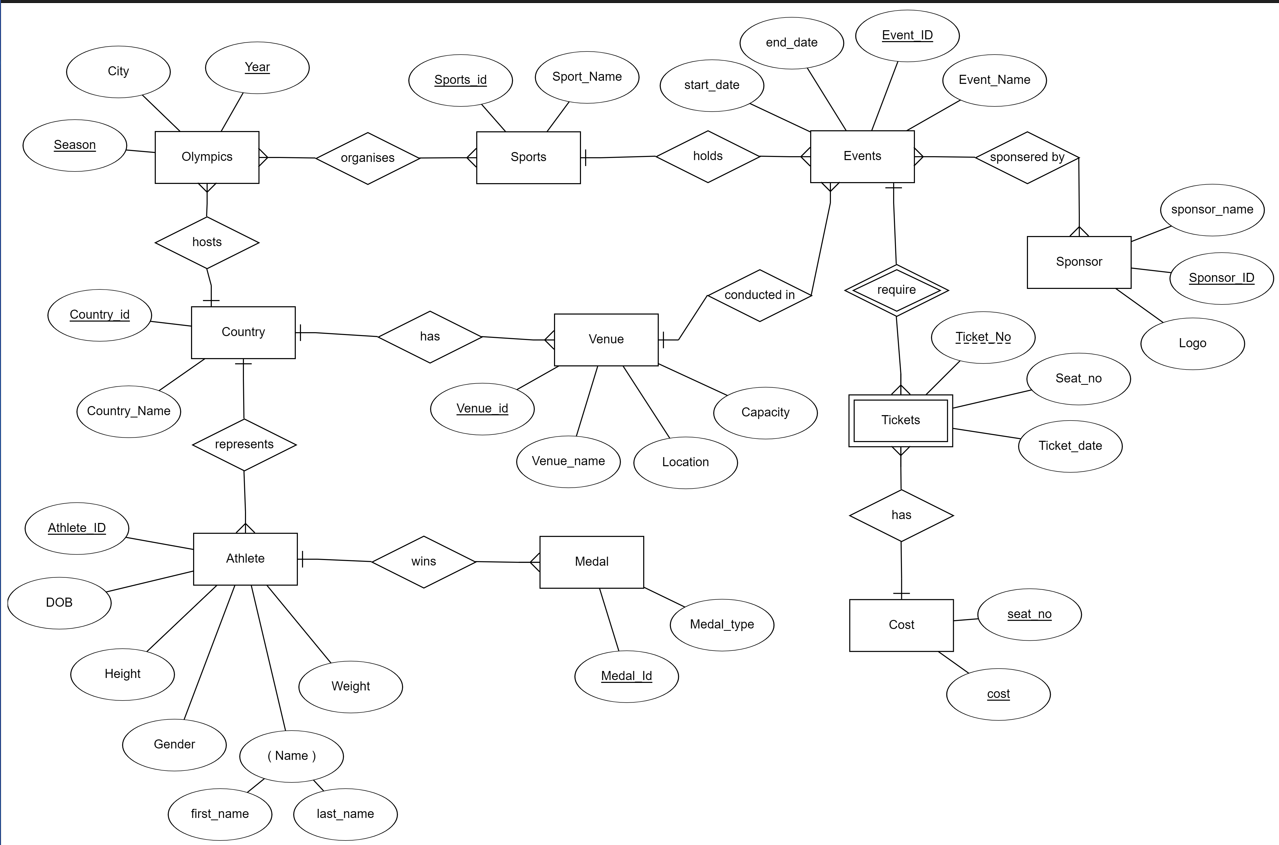 end_date
Event_ID
City
Year
Sports_id
Sport_Name
start_date
Event_Name
Season
Olympics
organises
Sports
holds
Events
sponsered by
sponsor_name
hosts
Sponsor
Sponsor_ID
conducted in
require
Country_id
Country
has
Venue
Ticket_No
Logo
Seat_no
Country_Name
Venue_id
Capacity
Tickets
represents
Venue_name
Location
Ticket_date
has
Athlete_ID
Athlete
wins
Medal
DOB
Medal_type
Cost
seat_no
Height
Weight
Medal_Id
cost
Gender
( Name )
first_name
last_name